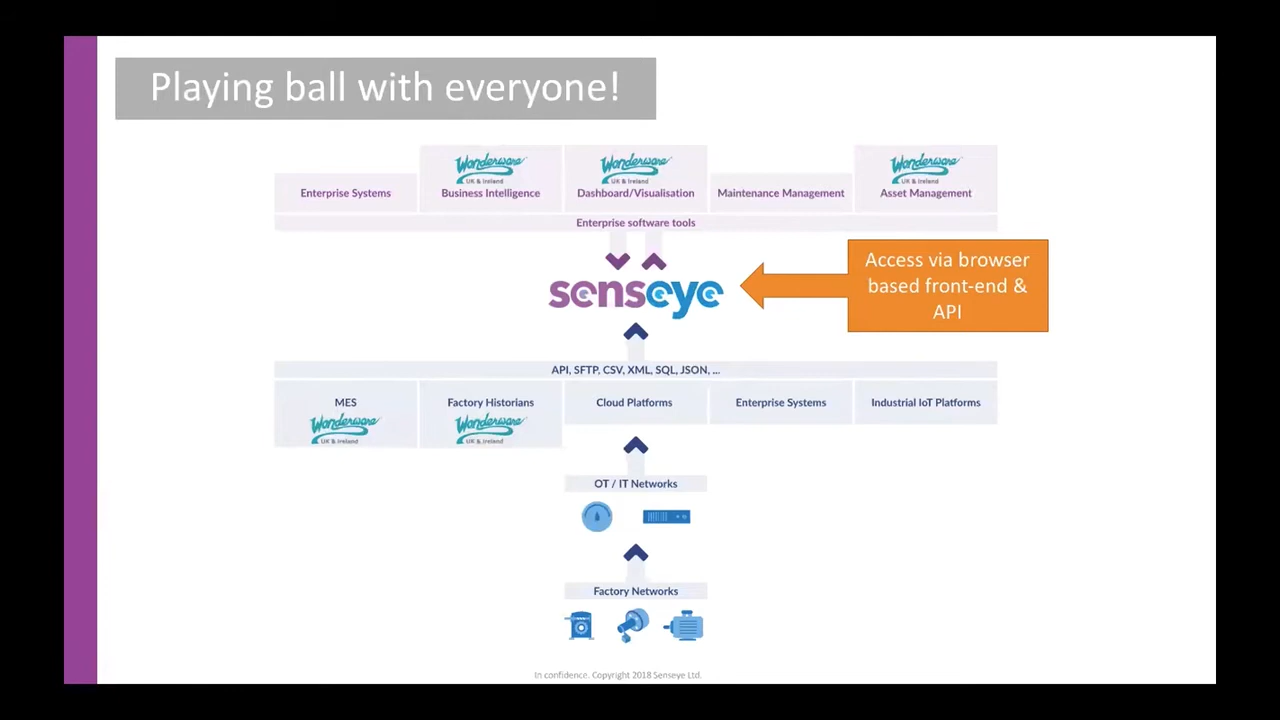 Playing ball with everyone!
Wonderware
UK & Ireland
Wonderware
UK & Ireland
Wonderware
UK & Ireland
Enterprise Systems
Business Intelligence
Dashboard/Visualisation
Maintenance Management
Asset Management
Enterprise software tools
senseye
Access via browser
based front-end &
API
API, SFTP, CSV, XML, SQL, JSON, ...
MES
Factory Historians
Cloud Platforms
Enterprise Systems
Industrial IoT Platforms
Wonderware
UK & Ireland
Wonderware
UK & Ireland
OT / IT Networks
Factory Networks
In confidence. Copyright 2018 Senseye Ltd.